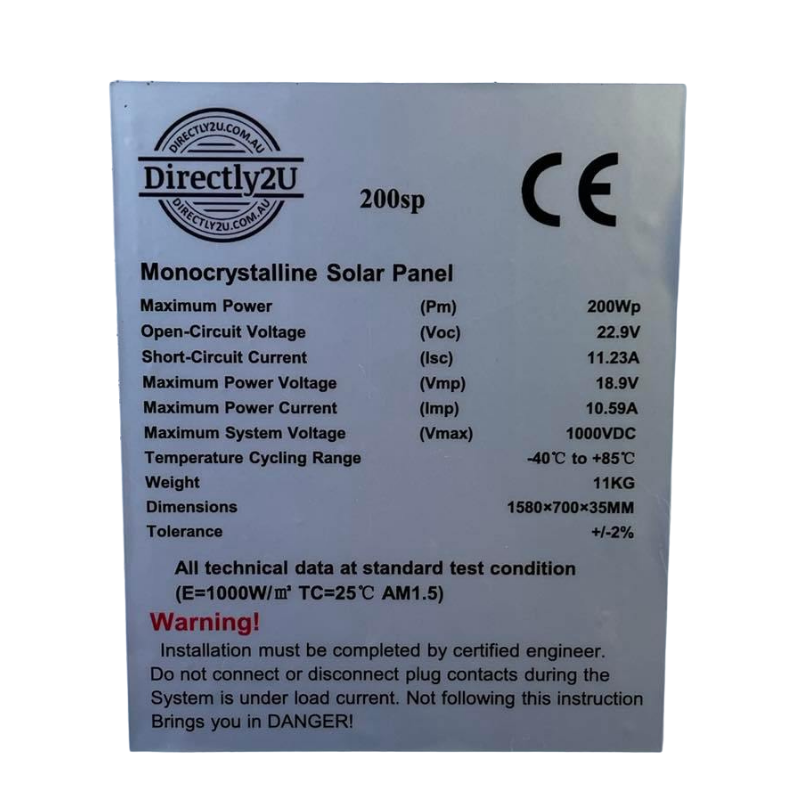 DIRECTLY2U.COM.AU
Directly2U
DIRECTLY2U.COM.AU
200sp
CE
Monocrystalline Solar Panel
Maximum Power (Pm) 200Wp
Open-Circuit Voltage (Voc) 22.9V
Short-Circuit Current (Isc) 11.23A
Maximum Power Voltage (Vmp) 18.9V
Maximum Power Current (Imp) 10.59A
Maximum System Voltage (Vmax) 1000VDC
Temperature Cycling Range -40℃ to +85℃
Weight 11KG
Dimensions 1580×700×35MM
Tolerance +/-2%
All technical data at standard test condition
(E=1000W/㎥ TC=25℃ AM1.5)
Warning!
Installation must be completed by certified engineer.
Do not connect or disconnect plug contacts during the
System is under load current. Not following this instruction
Brings you in DANGER!